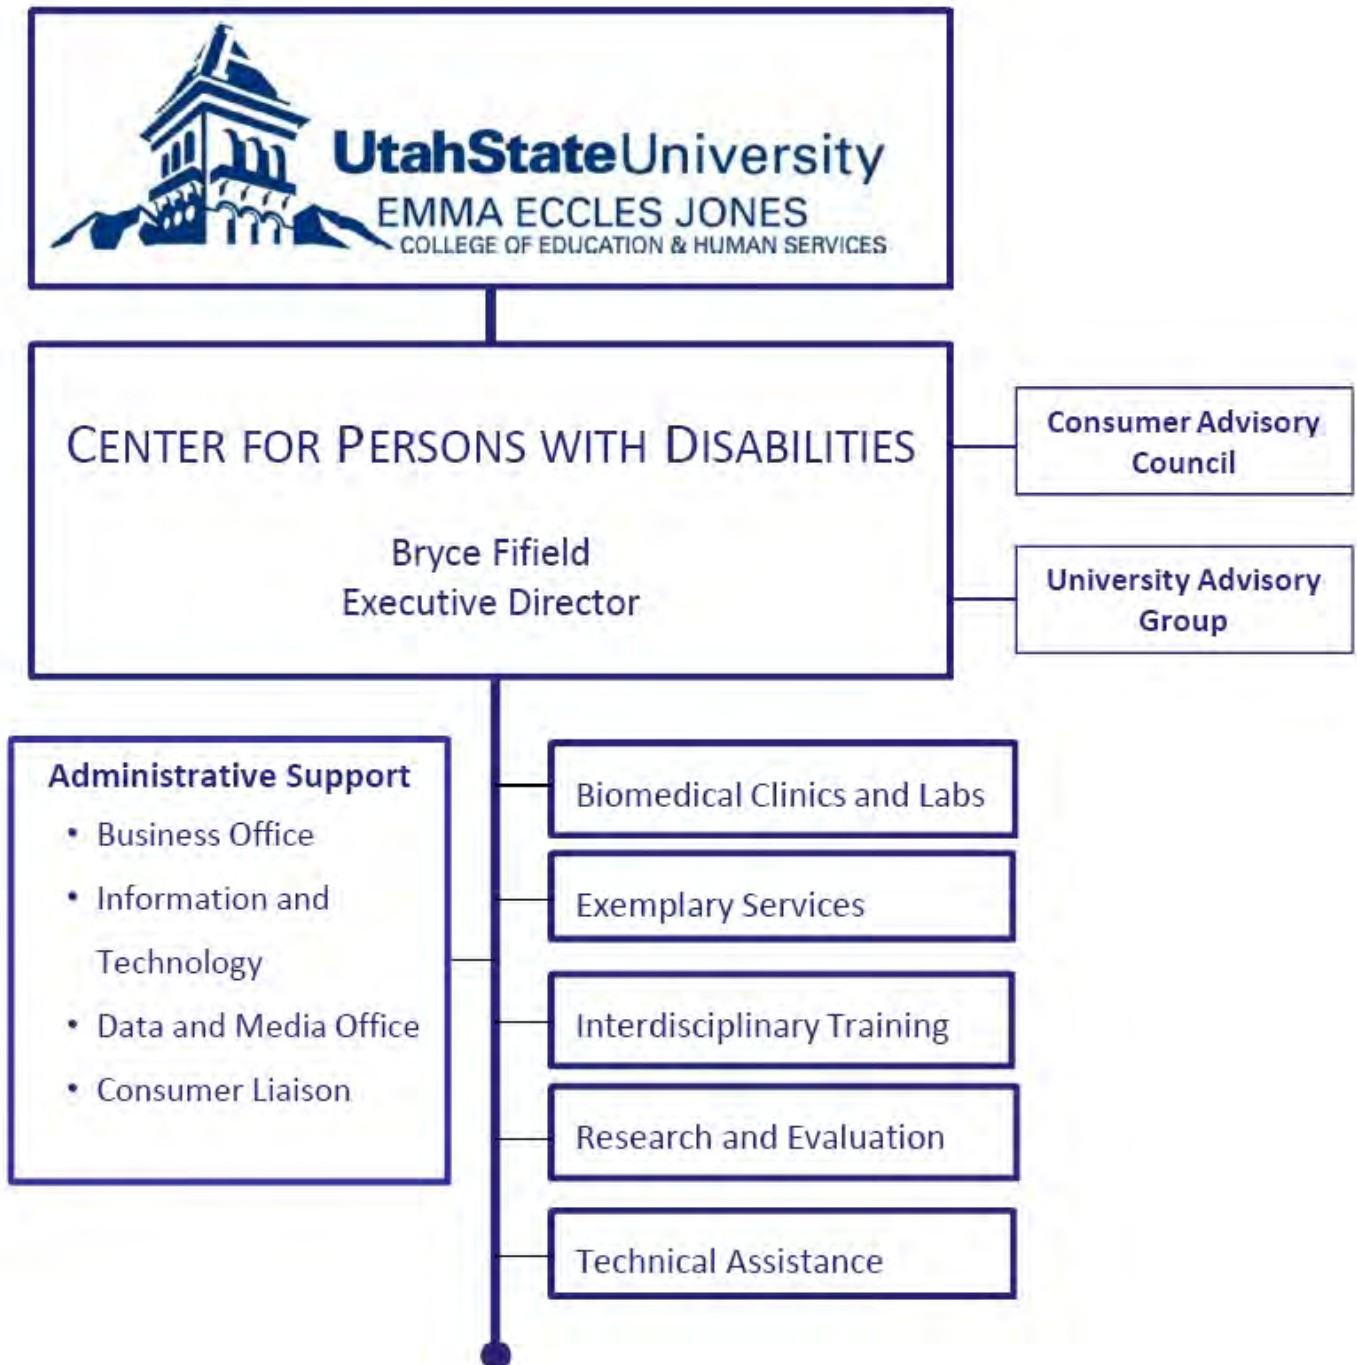 UtahStateUniversity
EMMA ECCLES JONES
COLLEGE OF EDUCATION & HUMAN SERVICES
CENTER FOR PERSONS WITH DISABILITIES
Bryce Fifield
Executive Director
Consumer Advisory
Council
University Advisory
Group
Administrative Support
• Business Office
• Information and
Technology
• Data and Media Office
• Consumer Liaison
Biomedical Clinics and Labs
Exemplary Services
Interdisciplinary Training
Research and Evaluation
Technical Assistance